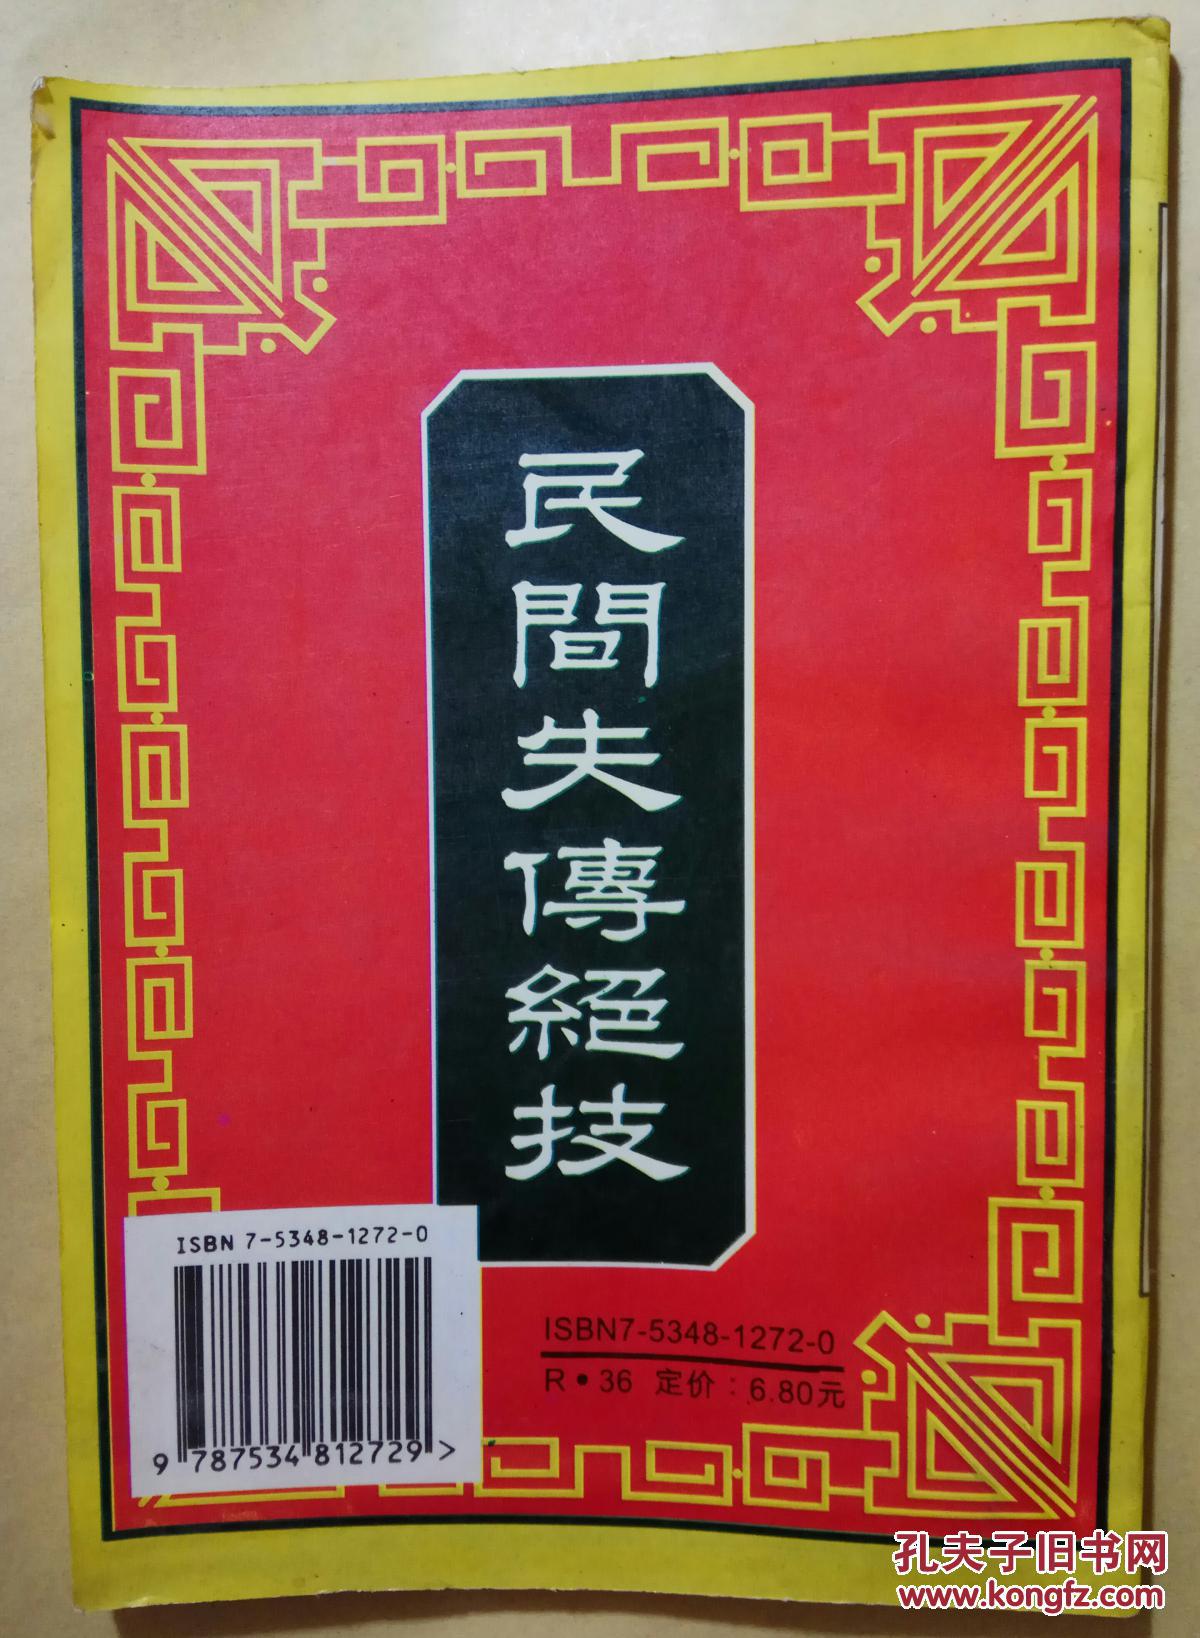 民間失傳絕技
ISBN 7-5348-1272-0
9 787534 812729 >
ISBN7-5348-1272-0
R·36 定价：6.80元
孔夫子旧书网
www.kongfz.com